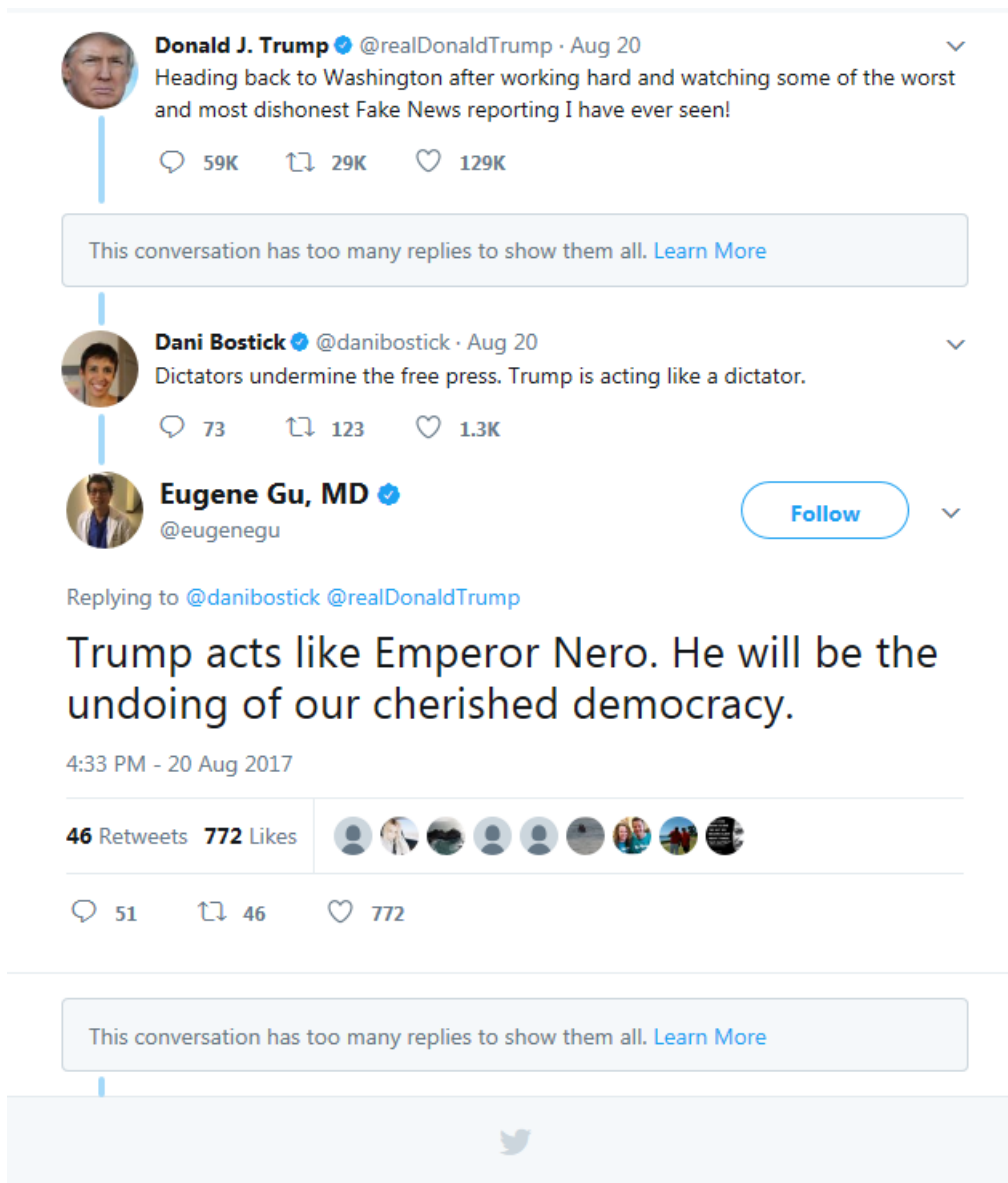 Donald J. Trump @realDonaldTrump · Aug 20
Heading back to Washington after working hard and watching some of the worst
and most dishonest Fake News reporting I have ever seen!
59K 29K 129K
This conversation has too many replies to show them all. Learn More
Dani Bostick @danibostick · Aug 20
Dictators undermine the free press. Trump is acting like a dictator.
73 123 1.3K
Eugene Gu, MD
@eugenegu
Follow
Replying to @danibostick @realDonaldTrump
Trump acts like Emperor Nero. He will be the
undoing of our cherished democracy.
4:33 PM - 20 Aug 2017
46 Retweets 772 Likes
51 46 772
This conversation has too many replies to show them all. Learn More